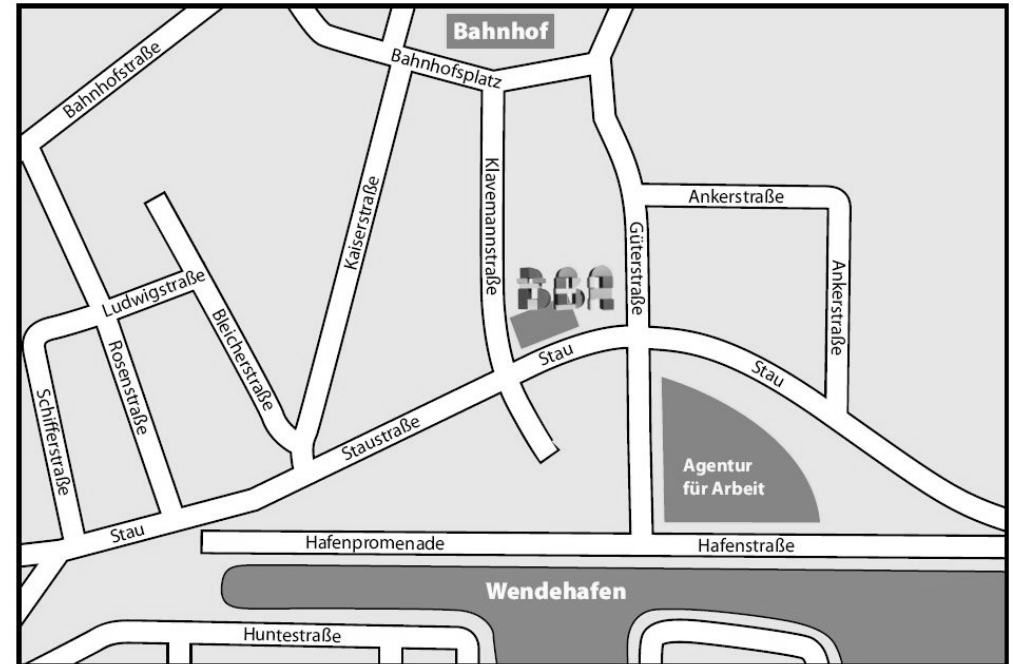 Bahnhof
Bahnhofstraße
Bahnhofsplatz
Klavemannstraße
Kaiserstraße
Ankerstraße
Güterstraße
Ankerstraße
BBA
Ludwigstraße
Bleicherstraße
Rosenstraße
Schifferstraße
Stau
Stau
Staustraße
Agentur
für Arbeit
Stau
Hafenpromenade
Hafenstraße
Wendehafen
Huntestraße